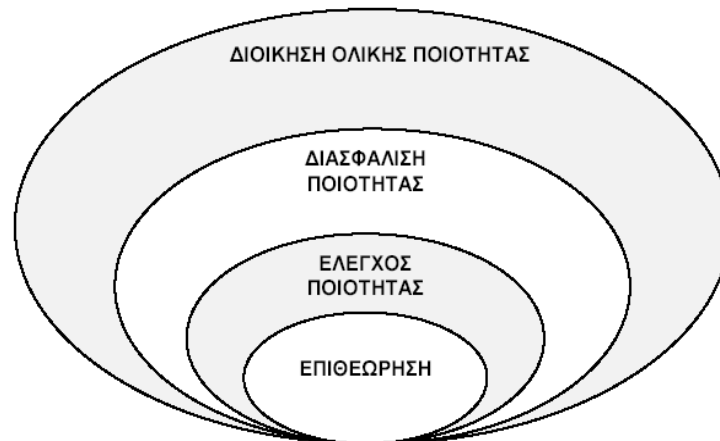 ΔΙΟΙΚΗΣΗ ΟΛΙΚΗΣ ΠΟΙΟΤΗΤΑΣ
ΔΙΑΣΦΑΛΙΣΗ
ΠΟΙΟΤΗΤΑΣ
ΕΛΕΓΧΟΣ
ΠΟΙΟΤΗΤΑΣ
ΕΠΙΘΕΩΡΗΣΗ